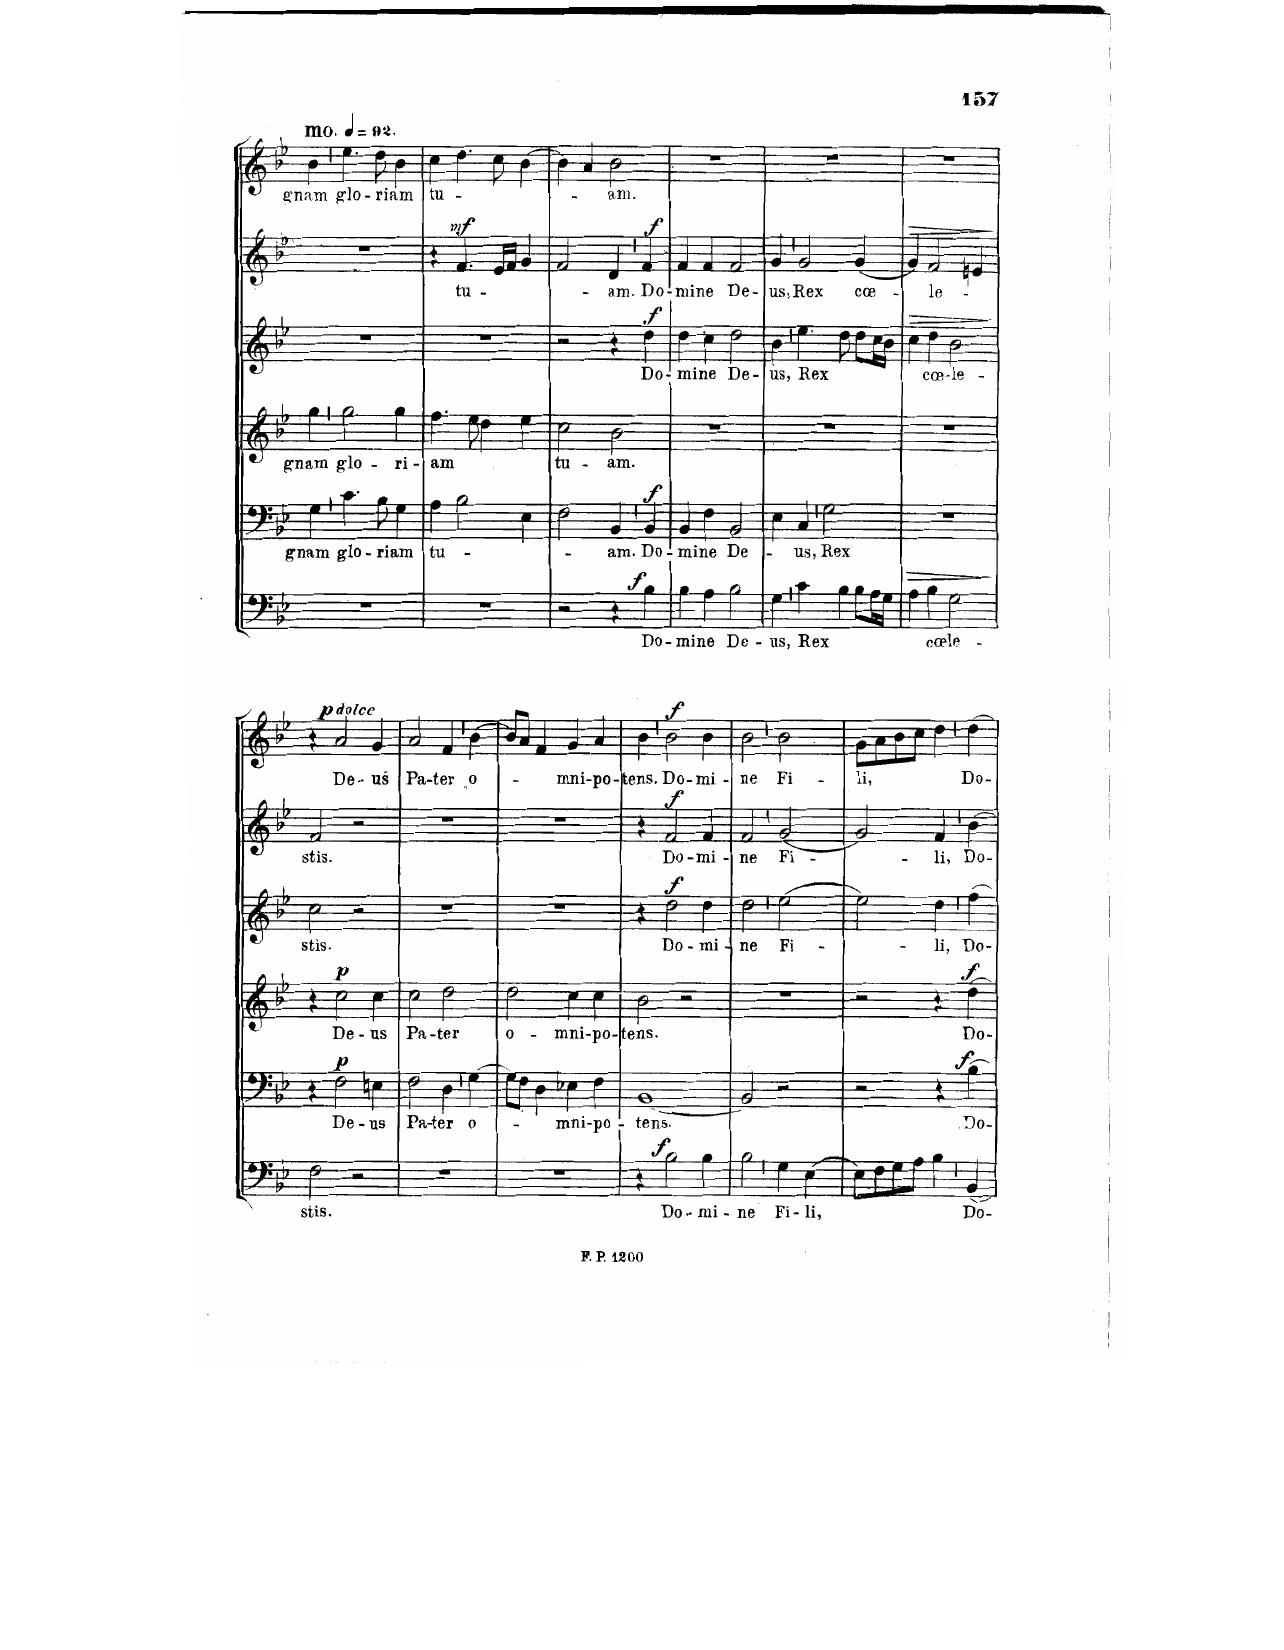 157
mo. ♩= 92.
gnam glo - riam tu - - am.
mf f
tu - - am. Do - mine De - us, Rex cœ - le -
f
Do - mine De - us, Rex cœ - le -
gnam glo - ri - am tu - am.
f
gnam glo - riam tu - - am. Do - mine De - us, Rex
f
Do - mine De - us, Rex cœle -
p dolce f
De - us Pa - ter o - mni - po - tens. Do - mi - ne Fi - li, Do -
f
stis. Do - mi - ne Fi - - li, Do -
f
stis. Do - mi - ne Fi - - li, Do -
p f
De - us Pa - ter o - mni - po - tens. Do -
p f
De - us Pa - ter o - mni - po - tens. Do -
f
stis. Do - mi - ne Fi - li, Do -
F. P. 1200